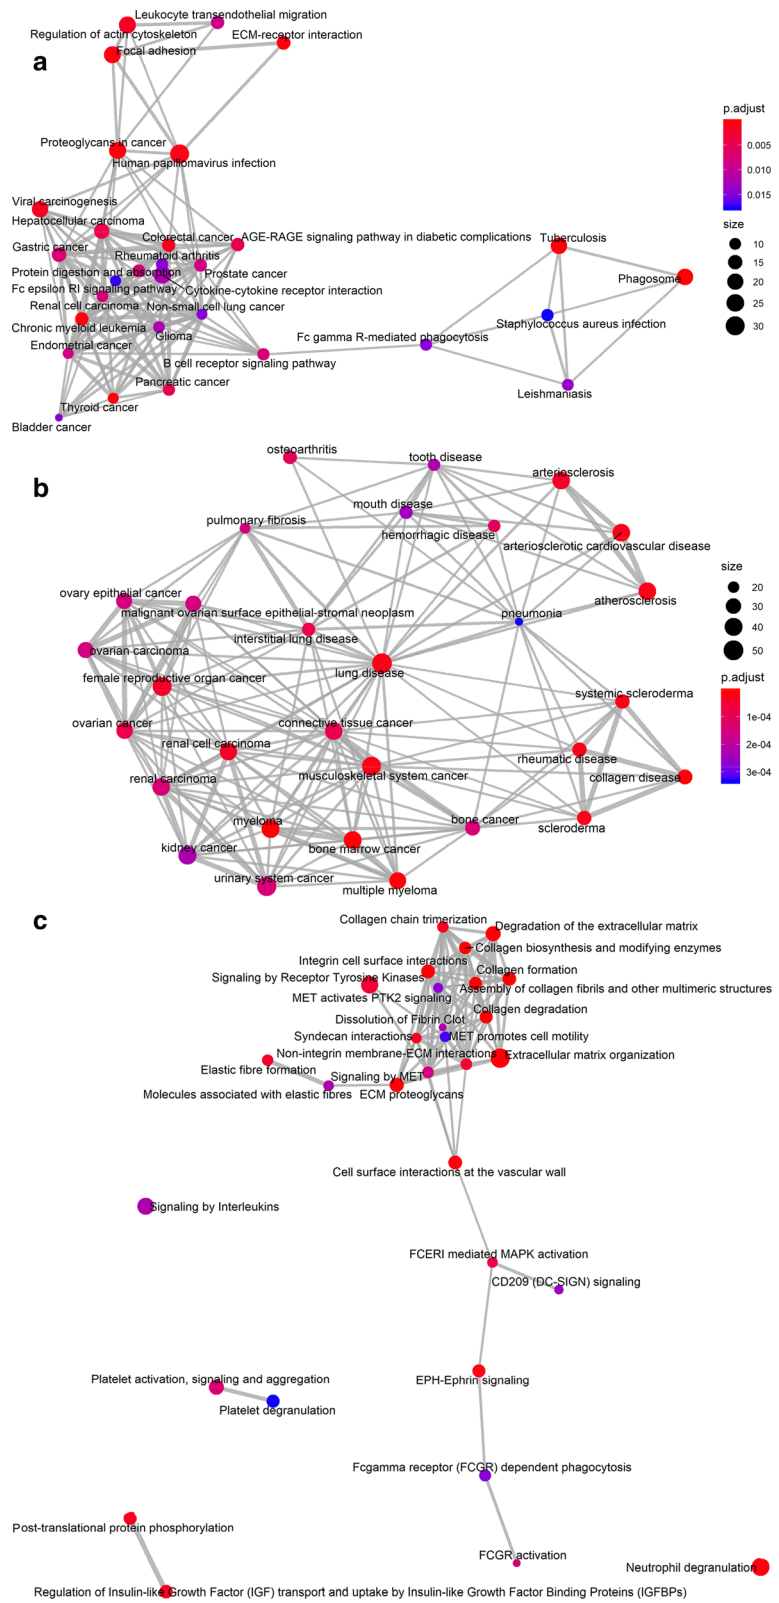 Leukocyte transendothelial migration
Regulation of actin cytoskeleton
ECM-receptor interaction
Focal adhesion
a
p.adjust
0.005
0.010
0.015
size
10
15
20
25
30
Proteoglycans in cancer
Human papillomavirus infection
Viral carcinogenesis
Hepatocellular carcinoma
Colorectal cancer
AGE-RAGE signaling pathway in diabetic complications
Tuberculosis
Gastric cancer
Rheumatoid arthritis
Protein digestion and absorption
Prostate cancer
Phagosome
Fc epsilon RI signaling pathway
Cytokine-cytokine receptor interaction
Renal cell carcinoma
Non-small cell lung cancer
Chronic myeloid leukemia
Glioma
Staphylococcus aureus infection
Endometrial cancer
Fc gamma R-mediated phagocytosis
B cell receptor signaling pathway
Pancreatic cancer
Leishmaniasis
Thyroid cancer
Bladder cancer
b
osteoarthritis
tooth disease
arteriosclerosis
mouth disease
pulmonary fibrosis
hemorrhagic disease
arteriosclerotic cardiovascular disease
size
20
30
40
50
p.adjust
1e-04
2e-04
3e-04
ovary epithelial cancer
malignant ovarian surface epithelial-stromal neoplasm
atherosclerosis
pneumonia
interstitial lung disease
ovarian carcinoma
lung disease
female reproductive organ cancer
systemic scleroderma
ovarian cancer
connective tissue cancer
renal cell carcinoma
rheumatic disease
renal carcinoma
musculoskeletal system cancer
collagen disease
myeloma
bone cancer
scleroderma
kidney cancer
bone marrow cancer
urinary system cancer
multiple myeloma
c
Collagen chain trimerization
Degradation of the extracellular matrix
Collagen biosynthesis and modifying enzymes
Integrin cell surface interactions
Collagen formation
Signaling by Receptor Tyrosine Kinases
Assembly of collagen fibrils and other multimeric structures
MET activates PTK2 signaling
Collagen degradation
Dissolution of Fibrin Clot
Syndecan interactions
MET promotes cell motility
Non-integrin membrane-ECM interactions
Extracellular matrix organization
Elastic fibre formation
Signaling by MET
Molecules associated with elastic fibres
ECM proteoglycans
Cell surface interactions at the vascular wall
Signaling by Interleukins
FCERI mediated MAPK activation
CD209 (DC-SIGN) signaling
Platelet activation, signaling and aggregation
EPH-Ephrin signaling
Platelet degranulation
Fcgamma receptor (FCGR) dependent phagocytosis
Post-translational protein phosphorylation
FCGR activation
Neutrophil degranulation
Regulation of Insulin-like Growth Factor (IGF) transport and uptake by Insulin-like Growth Factor Binding Proteins (IGFBPs)